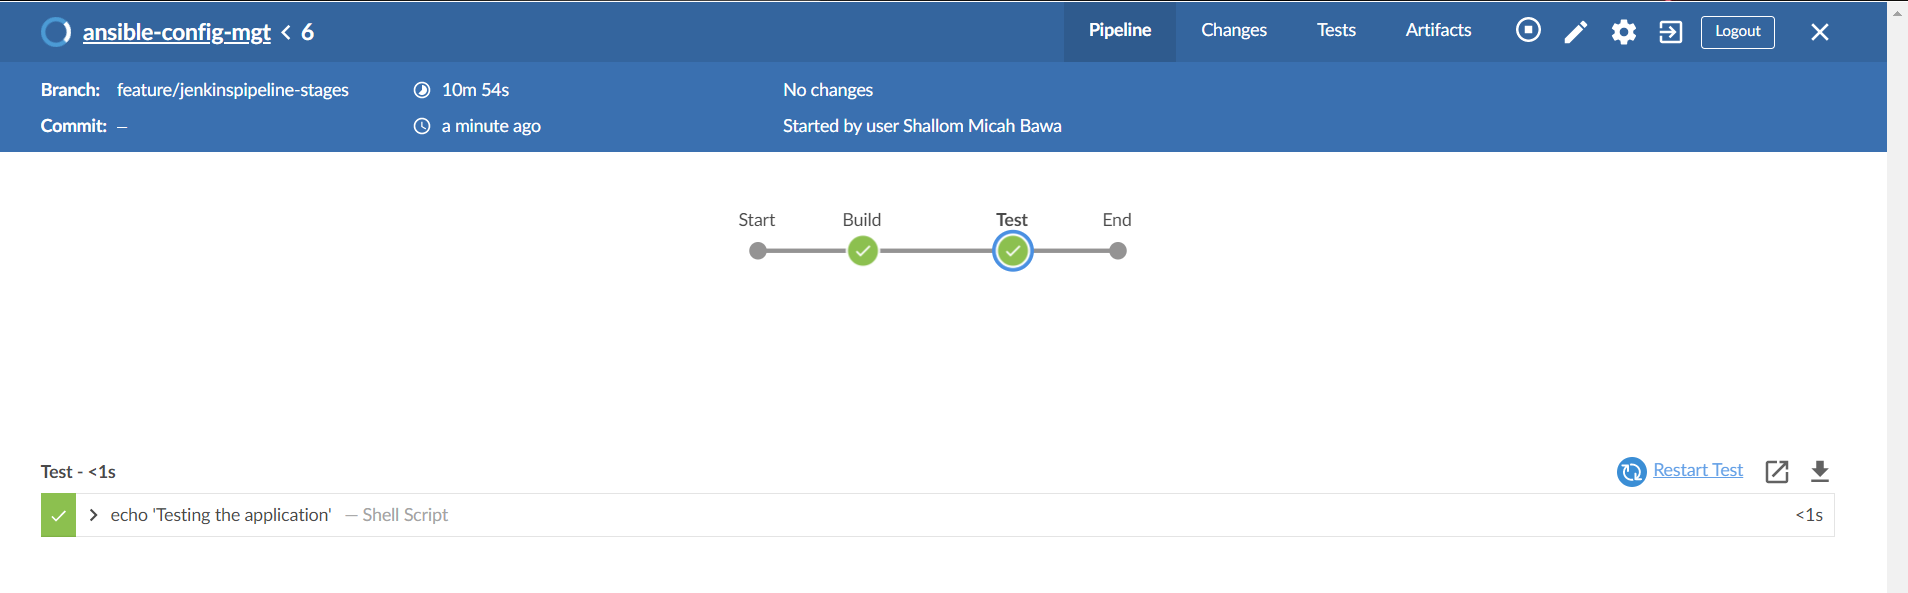 ansible-config-mgt < 6
Pipeline Changes Tests Artifacts Logout
Branch: feature/jenkinspipeline-stages 10m 54s No changes
Commit: – a minute ago Started by user Shallom Micah Bawa
Start Build Test End
Test - <1s Restart Test
echo 'Testing the application' — Shell Script <1s